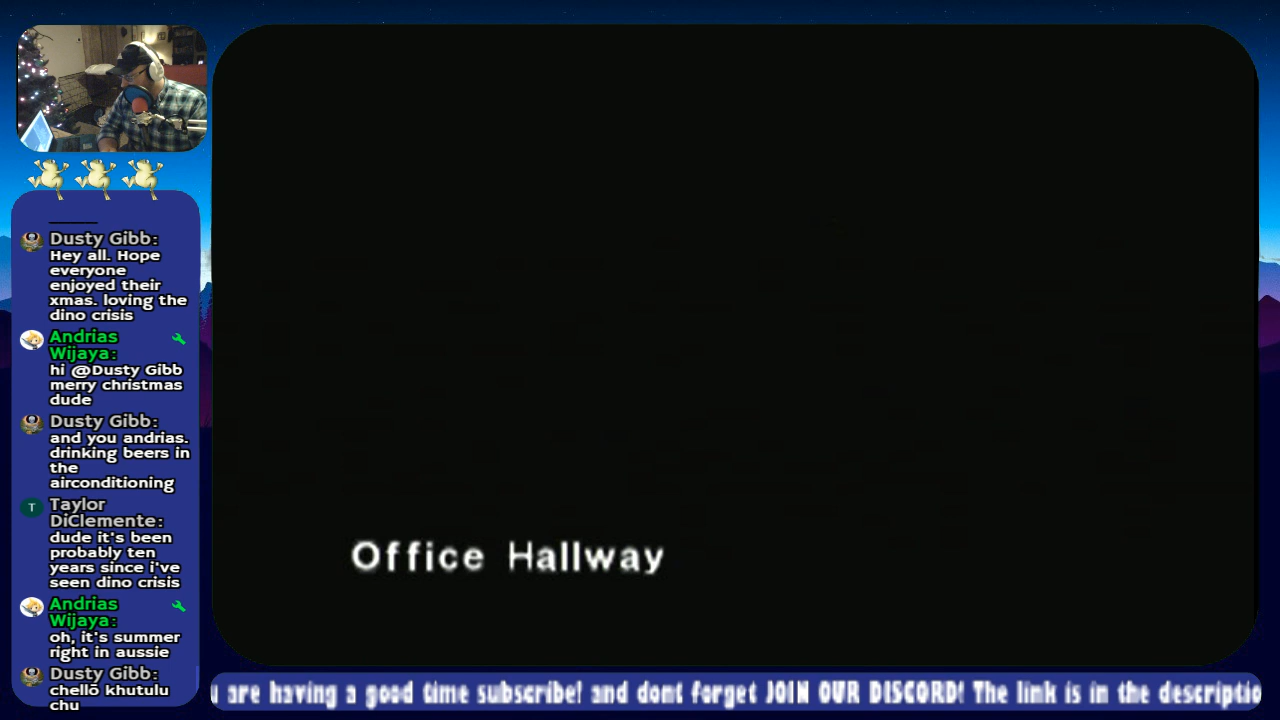 Dusty Gibb:
Hey all. Hope
everyone
enjoyed their
xmas. loving the
dino crisis
Andrias
Wijaya:
hi @Dusty Gibb
merry christmas
dude
Dusty Gibb:
and you andrias.
drinking beers in
the
airconditioning
T
Taylor
DiClemente:
dude it's been
probably ten
years since i've
seen dino crisis
Andrias
Wijaya:
oh, it's summer
right in aussie
Dusty Gibb:
chellō khutulu
chu
Office Hallway
are having a good time subscribe! and dont forget JOIN OUR DISCORD! The link is in the descriptio